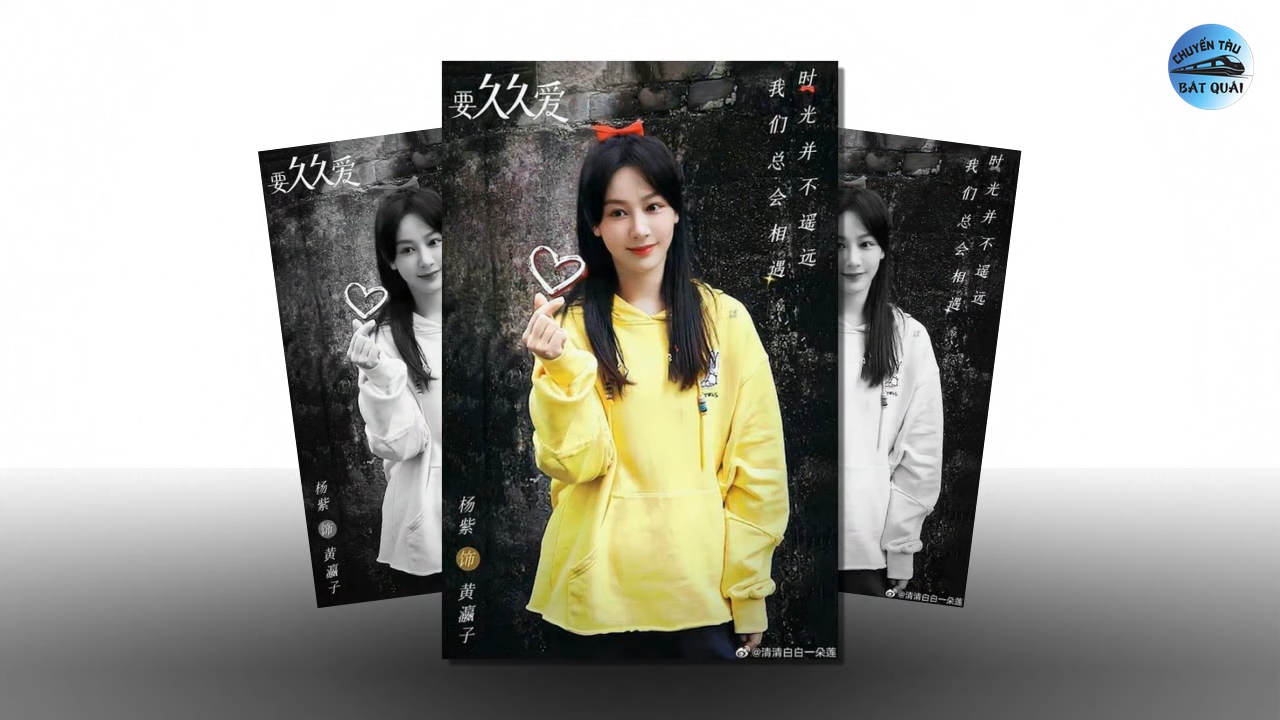 CHUYẾN TÀU
BÁT QUÁI
要久久爱
时光并不遥远
我们总会相遇
杨紫 饰 黄瀛子
@清清白白一朵莲
要久久爱
杨紫 饰 黄瀛子
时光并不遥远
我们总会相遇
@清清白白一朵莲